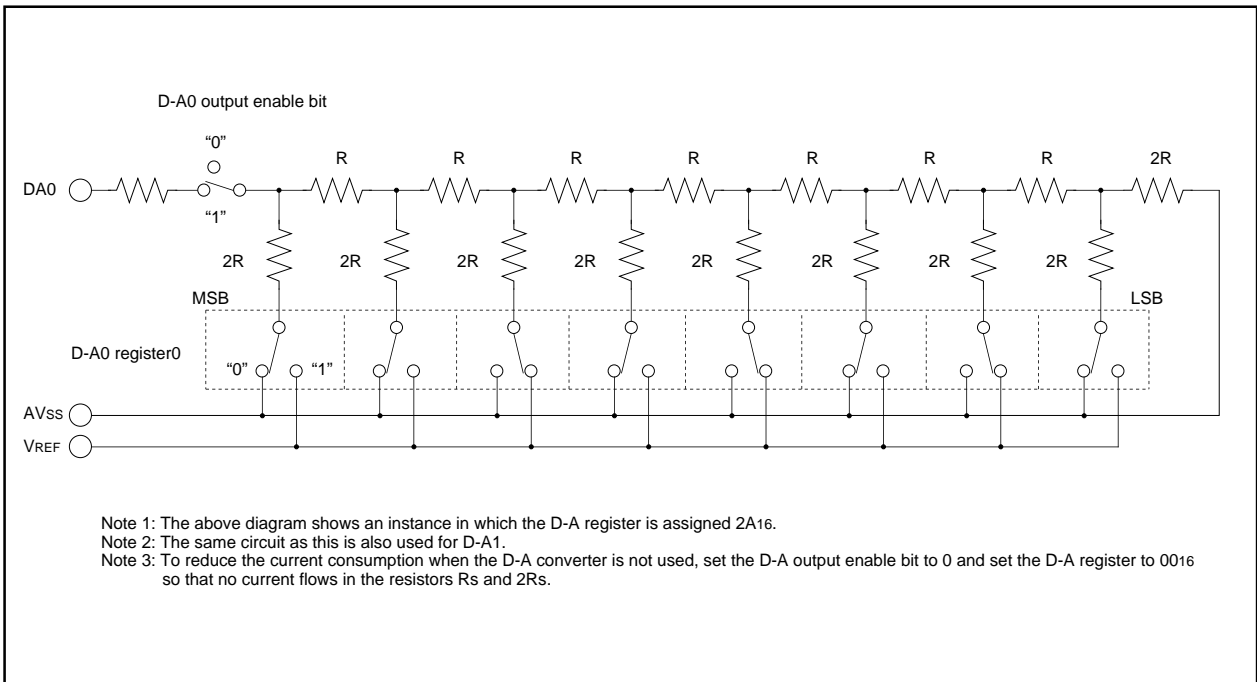 D-A0 output enable bit
“0”
R R R R R R R 2R
DA0
“1”
2R 2R 2R 2R 2R 2R 2R 2R
MSB LSB
D-A0 register0
“0” “1”
AVSS
VREF
Note 1: The above diagram shows an instance in which the D-A register is assigned 2A16.
Note 2: The same circuit as this is also used for D-A1.
Note 3: To reduce the current consumption when the D-A converter is not used, set the D-A output enable bit to 0 and set the D-A register to 0016
so that no current flows in the resistors Rs and 2Rs.